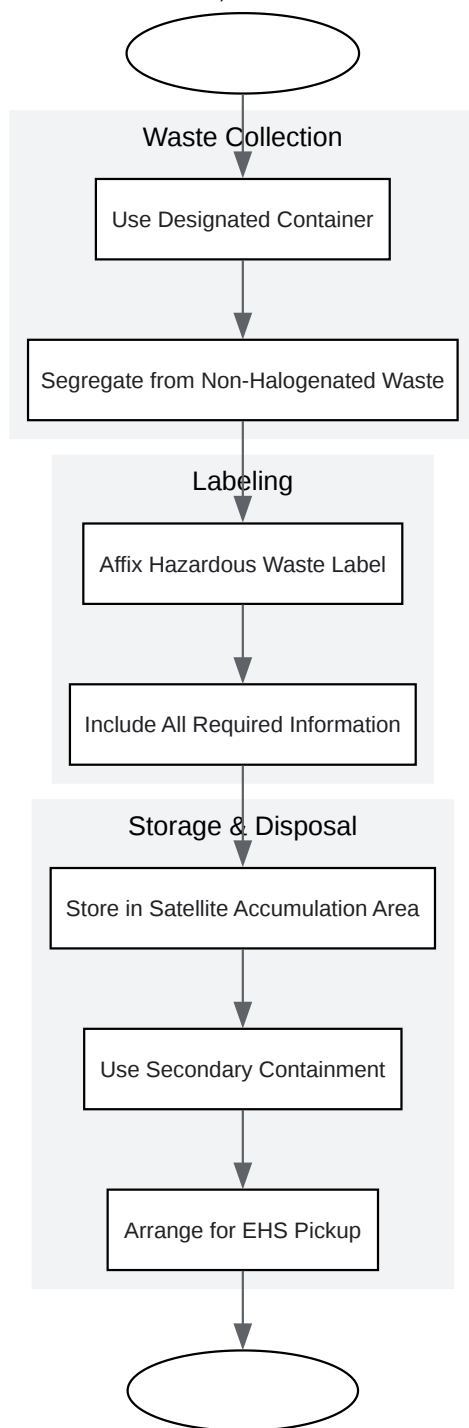 Waste Collection
Use Designated Container
Segregate from Non-Halogenated Waste
Labeling
Affix Hazardous Waste Label
Include All Required Information
Storage & Disposal
Store in Satellite Accumulation Area
Use Secondary Containment
Arrange for EHS Pickup